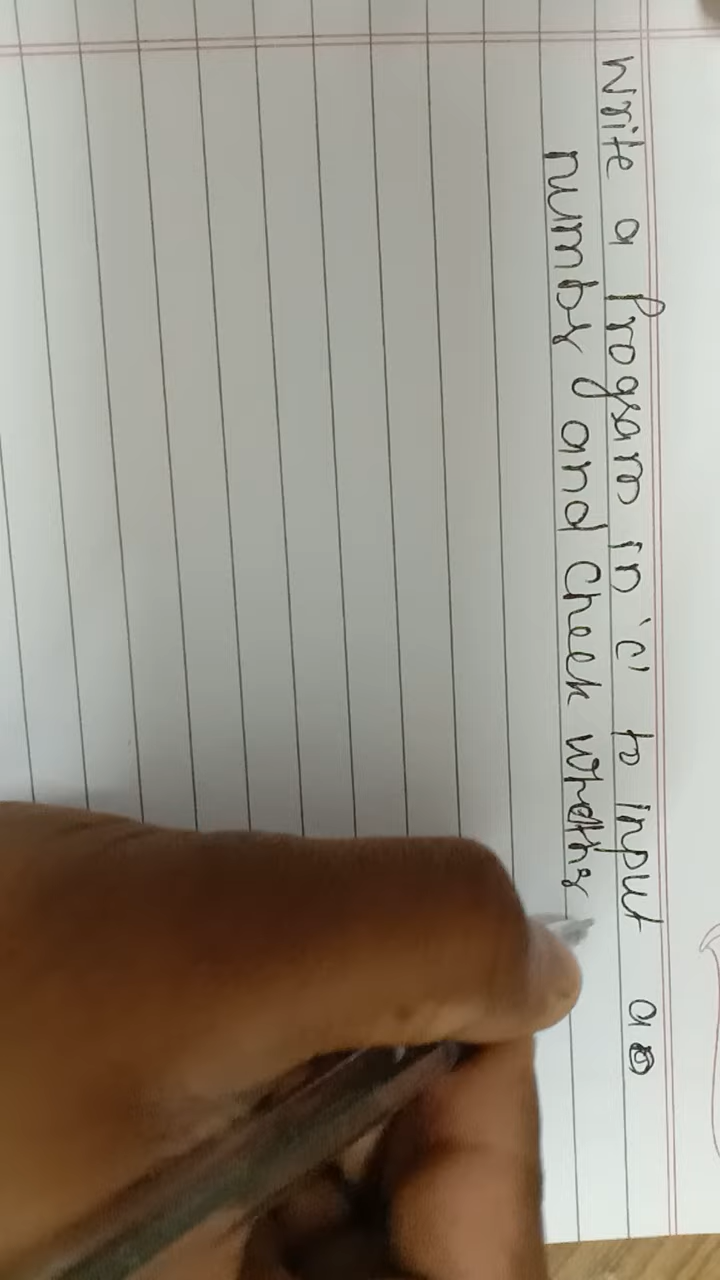 Write a Program in 'C' to input a
number and Check whether